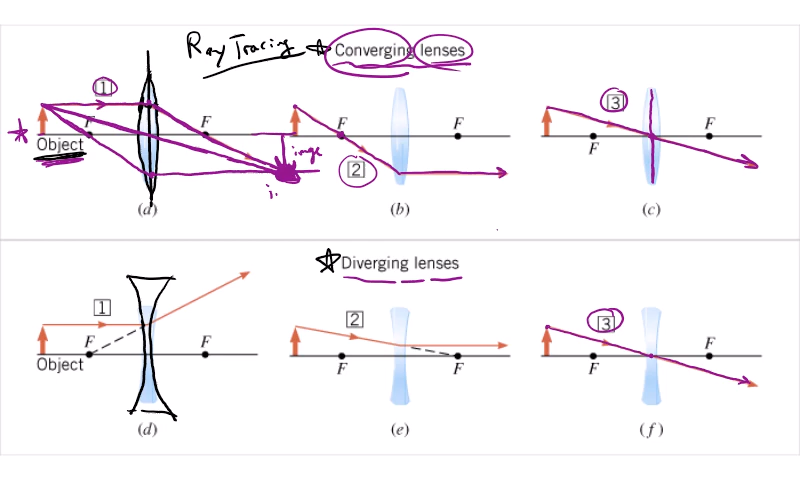 Ray Tracing
Converging lenses
1
F
F
Object
image
i.
(a)
F
F
2
(b)
3
F
F
(c)
Diverging lenses
1
F
F
Object
(d)
2
F
F
(e)
3
F
F
(f)